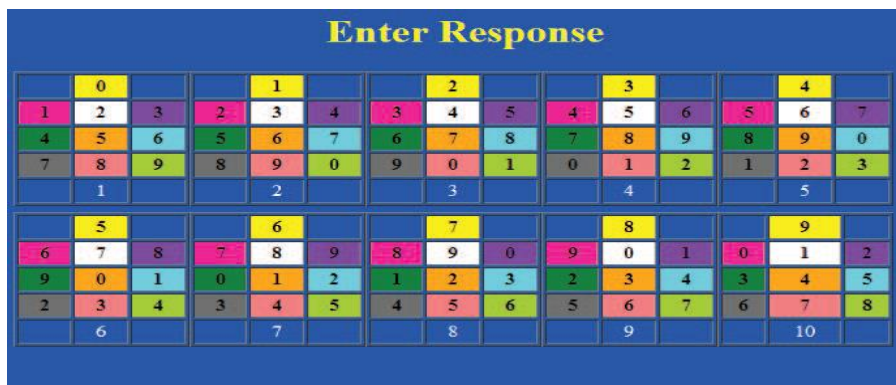 Enter Response
0 1 2 3 4
1 2 3 2 3 4 3 4 5 4 5 6 5 6 7
4 5 6 5 6 7 6 7 8 7 8 9 8 9 0
7 8 9 8 9 0 9 0 1 0 1 2 1 2 3
1 2 3 4 5
5 6 7 8 9
6 7 8 7 8 9 8 9 0 9 0 1 0 1 2
9 0 1 0 1 2 1 2 3 2 3 4 3 4 5
2 3 4 3 4 5 4 5 6 5 6 7 6 7 8
6 7 8 9 10